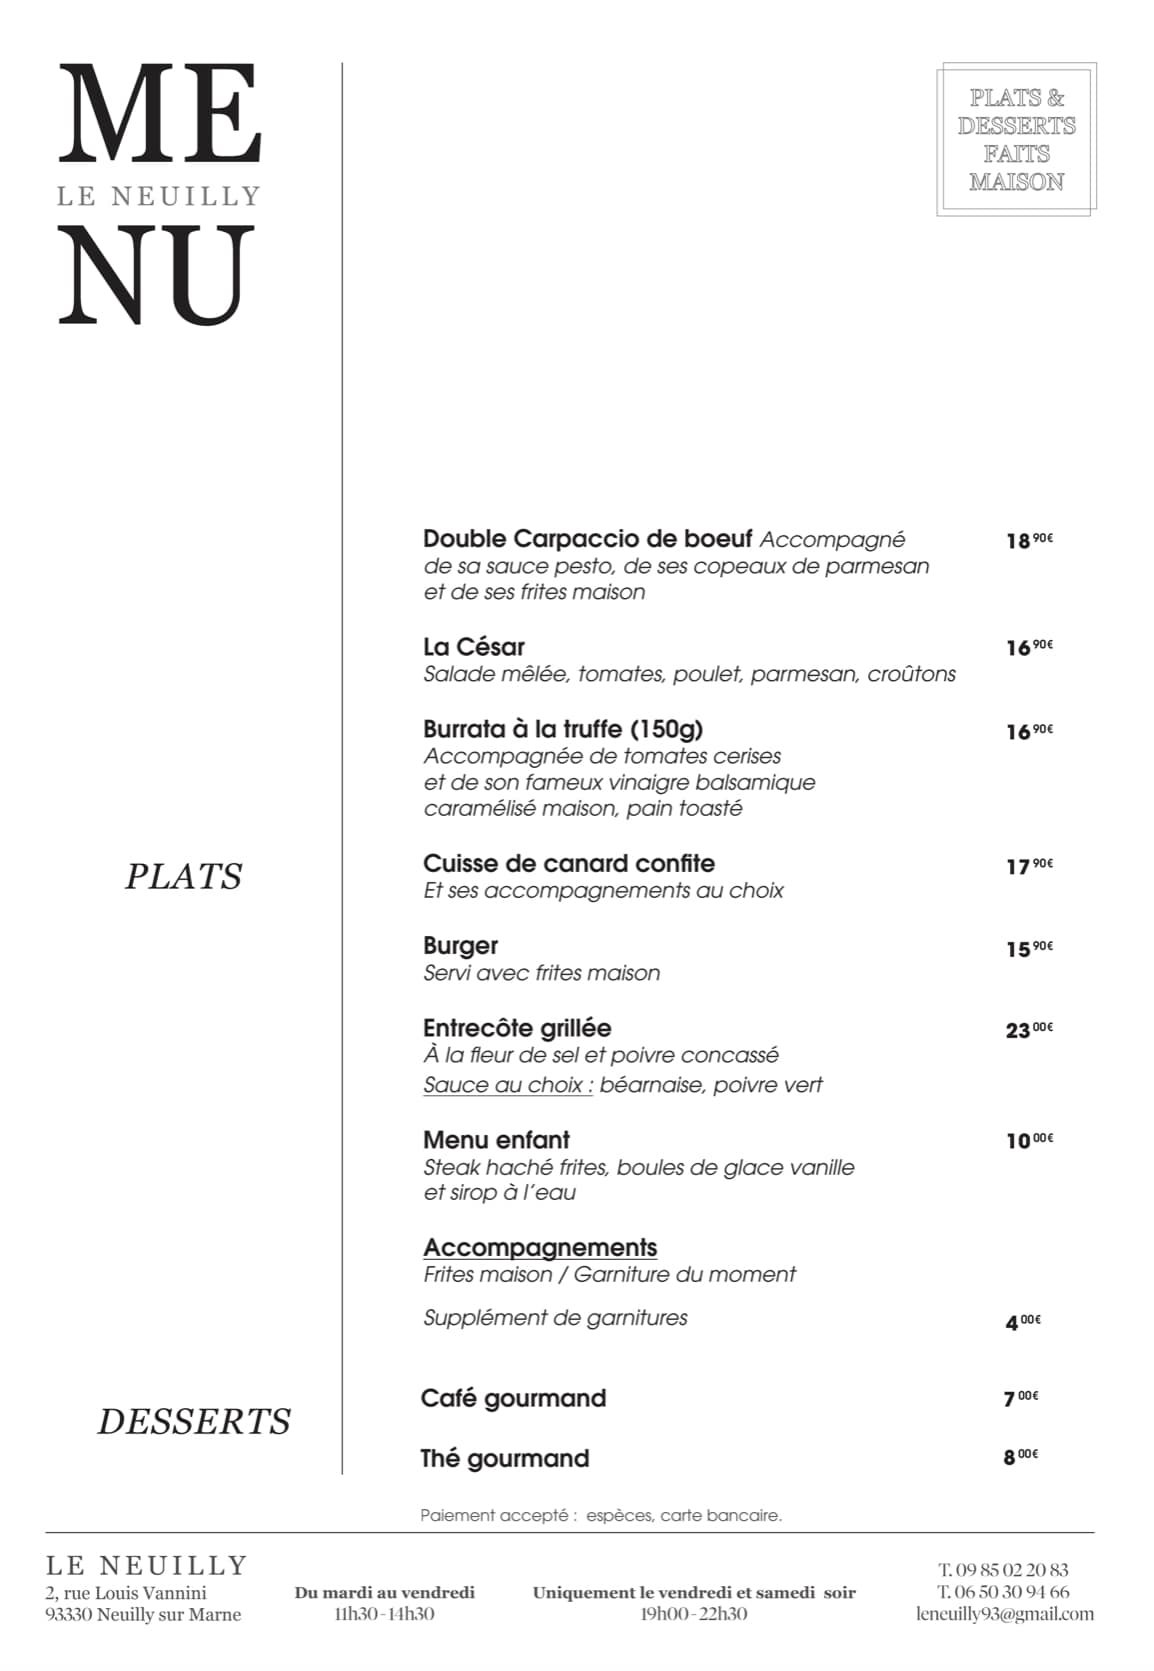 ME
LE NEUILLY
NU
PLATS &
DESSERTS
FAITS
MAISON
PLATS
Double Carpaccio de boeuf Accompagné 18 90€
de sa sauce pesto, de ses copeaux de parmesan
et de ses frites maison
La César 16 90€
Salade mêlée, tomates, poulet, parmesan, croûtons
Burrata à la truffe (150g) 16 90€
Accompagnée de tomates cerises
et de son fameux vinaigre balsamique
caramélisé maison, pain toasté
Cuisse de canard confite 17 90€
Et ses accompagnements au choix
Burger 15 90€
Servi avec frites maison
Entrecôte grillée 23 00€
À la fleur de sel et poivre concassé
Sauce au choix : béarnaise, poivre vert
Menu enfant 10 00€
Steak haché frites, boules de glace vanille
et sirop à l'eau
Accompagnements
Frites maison / Garniture du moment
Supplément de garnitures 4 00€
DESSERTS
Café gourmand 7 00€
Thé gourmand 8 00€
Paiement accepté : espèces, carte bancaire.
LE NEUILLY
2, rue Louis Vannini
93330 Neuilly sur Marne
Du mardi au vendredi
11h30-14h30
Uniquement le vendredi et samedi soir
19h00-22h30
T. 09 85 02 20 83
T. 06 50 30 94 66
leneuilly93@gmail.com